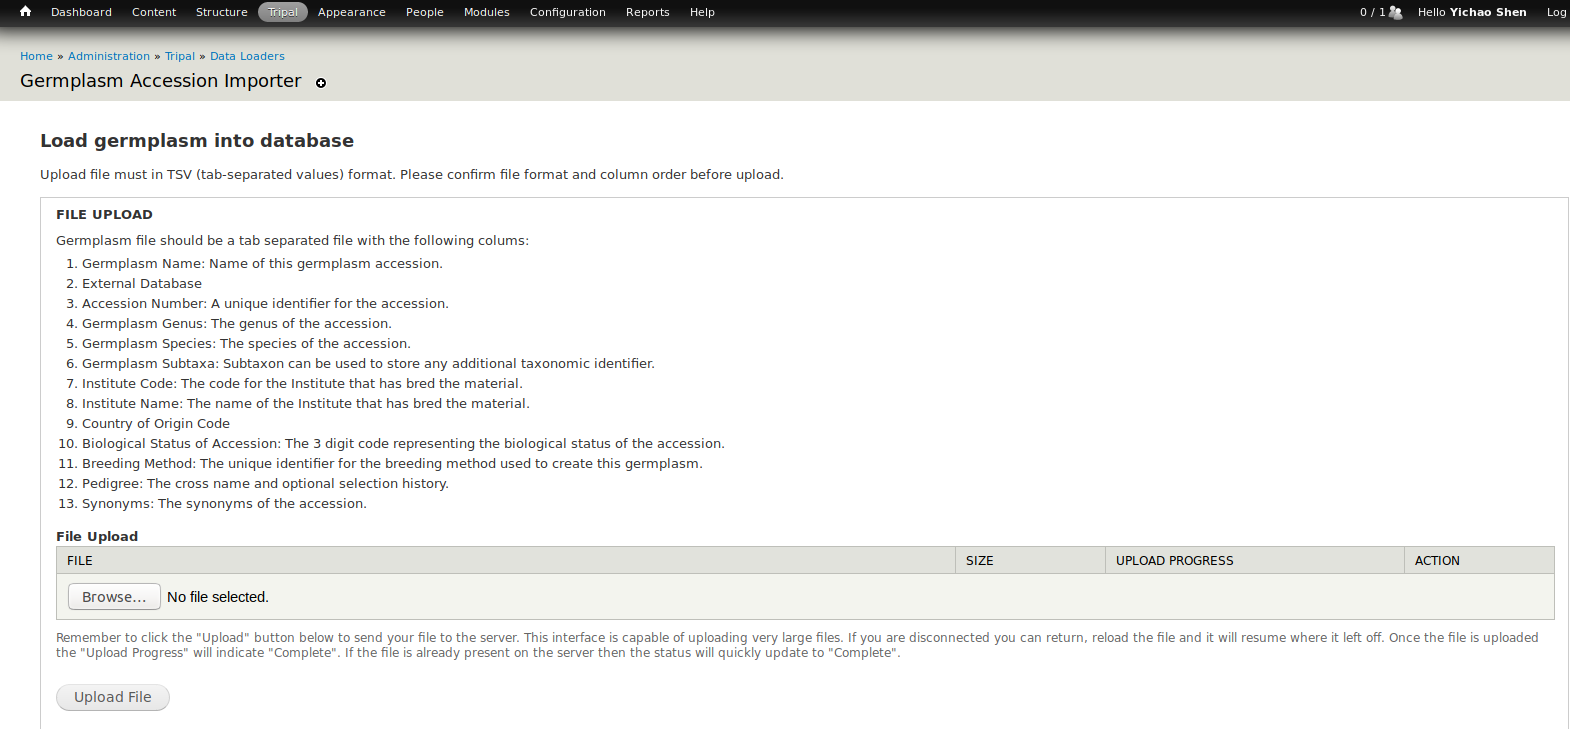 Dashboard Content Structure Tripal Appearance People Modules Configuration Reports Help 0 / 1 Hello Yichao Shen Log
Home » Administration » Tripal » Data Loaders
Germplasm Accession Importer
Load germplasm into database
Upload file must in TSV (tab-separated values) format. Please confirm file format and column order before upload.
FILE UPLOAD
Germplasm file should be a tab separated file with the following colums:
1. Germplasm Name: Name of this germplasm accession.
2. External Database
3. Accession Number: A unique identifier for the accession.
4. Germplasm Genus: The genus of the accession.
5. Germplasm Species: The species of the accession.
6. Germplasm Subtaxa: Subtaxon can be used to store any additional taxonomic identifier.
7. Institute Code: The code for the Institute that has bred the material.
8. Institute Name: The name of the Institute that has bred the material.
9. Country of Origin Code
10. Biological Status of Accession: The 3 digit code representing the biological status of the accession.
11. Breeding Method: The unique identifier for the breeding method used to create this germplasm.
12. Pedigree: The cross name and optional selection history.
13. Synonyms: The synonyms of the accession.
File Upload
FILE SIZE UPLOAD PROGRESS ACTION
Browse... No file selected.
Remember to click the "Upload" button below to send your file to the server. This interface is capable of uploading very large files. If you are disconnected you can return, reload the file and it will resume where it left off. Once the file is uploaded
the "Upload Progress" will indicate "Complete". If the file is already present on the server then the status will quickly update to "Complete".
Upload File